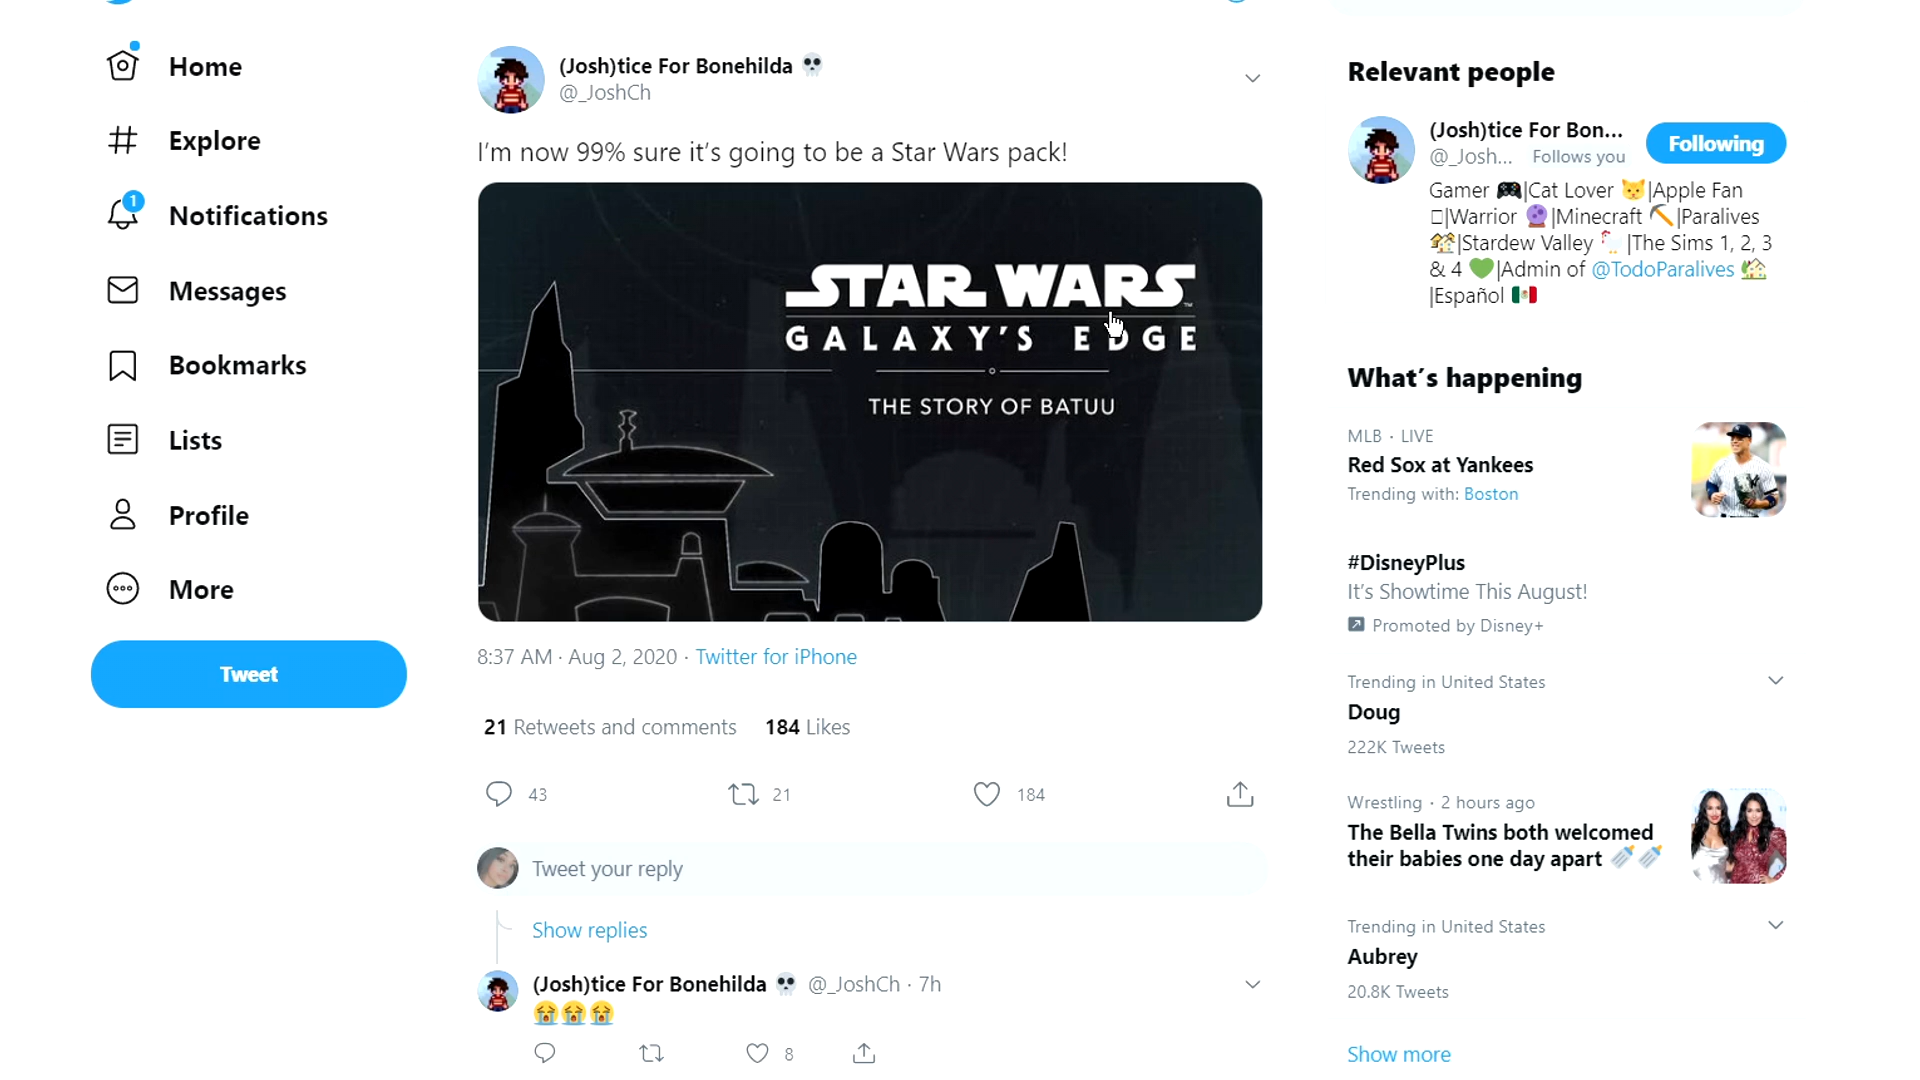 Home
Explore
1
Notifications
Messages
Bookmarks
Lists
Profile
More
Tweet
(Josh)tice For Bonehilda 💀
@_JoshCh
I'm now 99% sure it's going to be a Star Wars pack!
STAR WARS™
GALAXY'S EDGE
THE STORY OF BATUU
8:37 AM · Aug 2, 2020 · Twitter for iPhone
21 Retweets and comments 184 Likes
43 21 184
Tweet your reply
Show replies
(Josh)tice For Bonehilda 💀 @_JoshCh · 7h
😭😭😭
8
Relevant people
(Josh)tice For Bon...
@_Josh... Follows you
Following
Gamer 🎮|Cat Lover 😺|Apple Fan
▯|Warrior 🔮|Minecraft ⛏|Paralives
🏘|Stardew Valley 🐔|The Sims 1, 2, 3
& 4 💚|Admin of @TodoParalives 🏡
|Español 🇲🇽
What's happening
MLB · LIVE
Red Sox at Yankees
Trending with: Boston
#DisneyPlus
It's Showtime This August!
Promoted by Disney+
Trending in United States
Doug
222K Tweets
Wrestling · 2 hours ago
The Bella Twins both welcomed
their babies one day apart 🍼🍼
Trending in United States
Aubrey
20.8K Tweets
Show more